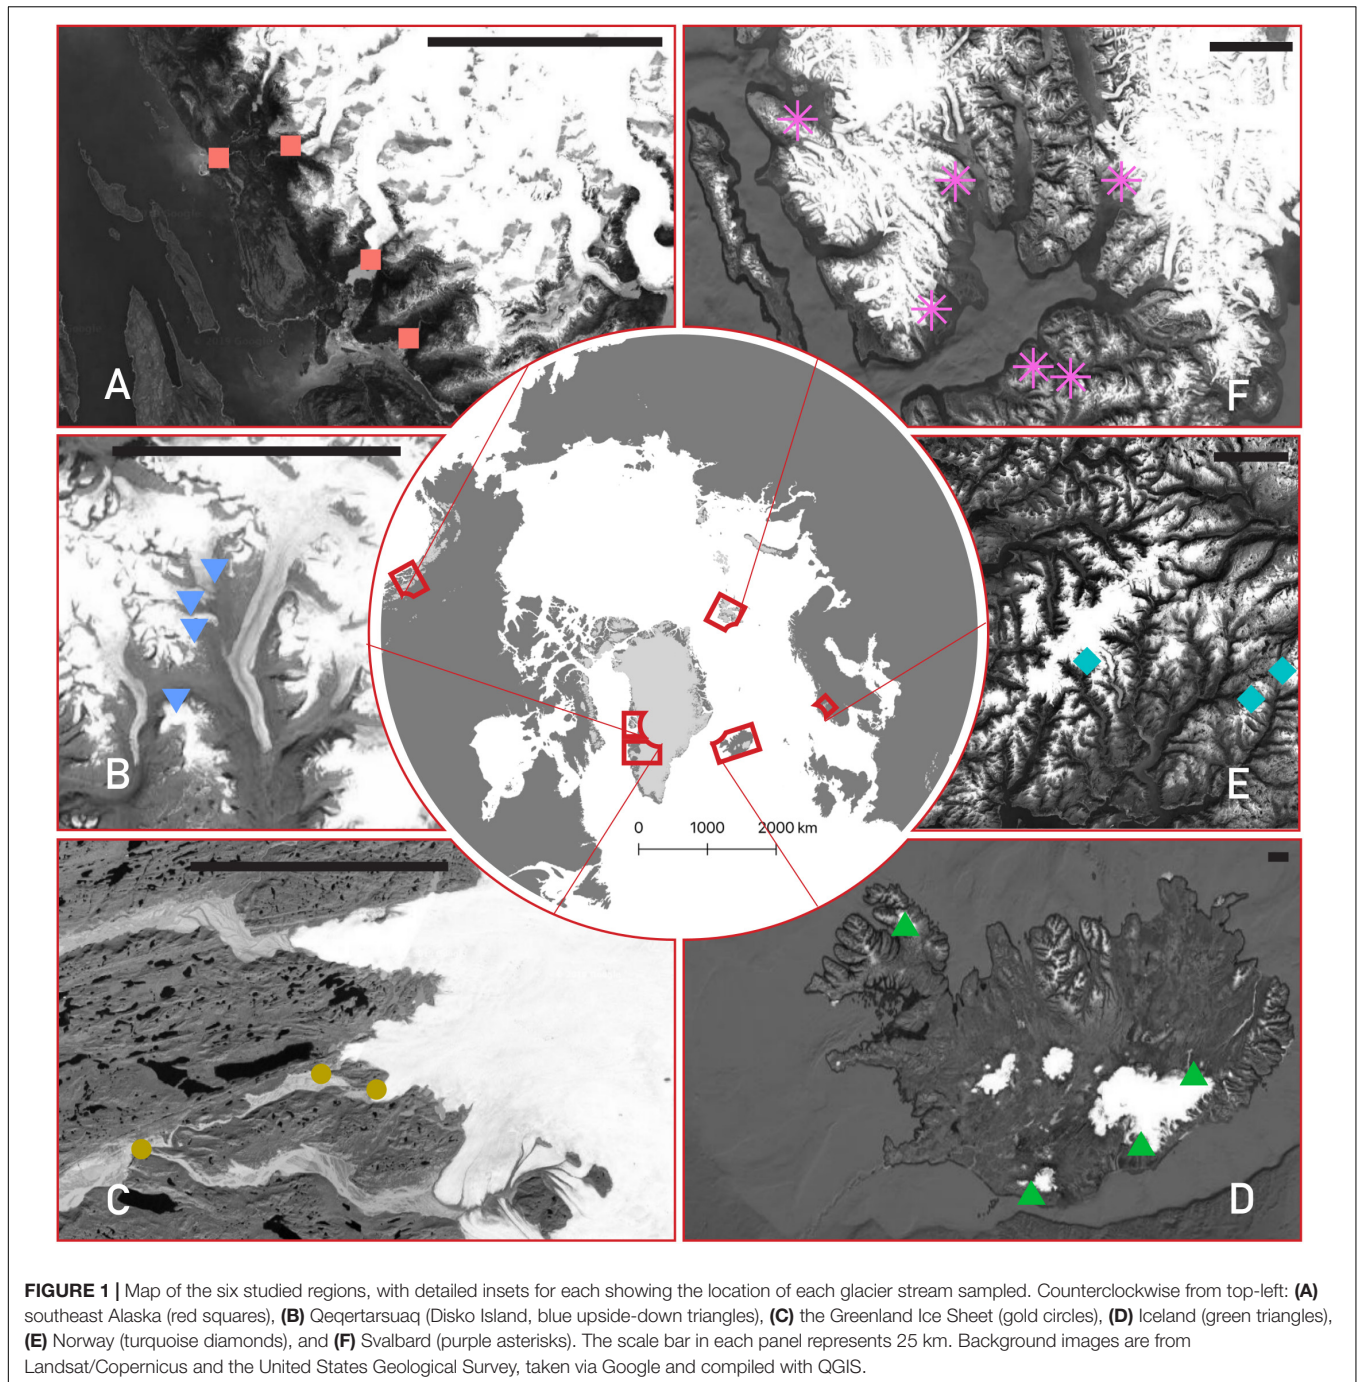 A
F
B
E
0 1000 2000 km
C
D
FIGURE 1 | Map of the six studied regions, with detailed insets for each showing the location of each glacier stream sampled. Counterclockwise from top-left: (A)
southeast Alaska (red squares), (B) Qeqertarsuaq (Disko Island, blue upside-down triangles), (C) the Greenland Ice Sheet (gold circles), (D) Iceland (green triangles),
(E) Norway (turquoise diamonds), and (F) Svalbard (purple asterisks). The scale bar in each panel represents 25 km. Background images are from
Landsat/Copernicus and the United States Geological Survey, taken via Google and compiled with QGIS.